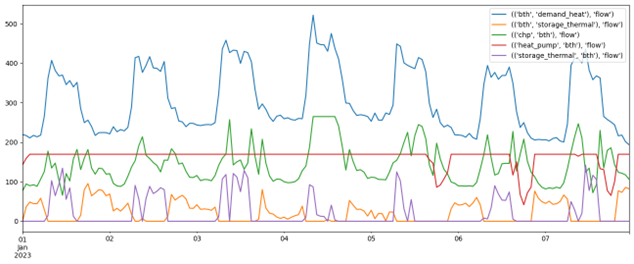 500
400
300
200
100
0
(('bth', 'demand_heat'), 'flow')
(('bth', 'storage_thermal'), 'flow')
(('chp', 'bth'), 'flow')
(('heat_pump', 'bth'), 'flow')
(('storage_thermal', 'bth'), 'flow')
01 02 03 04 05 06 07
Jan
2023